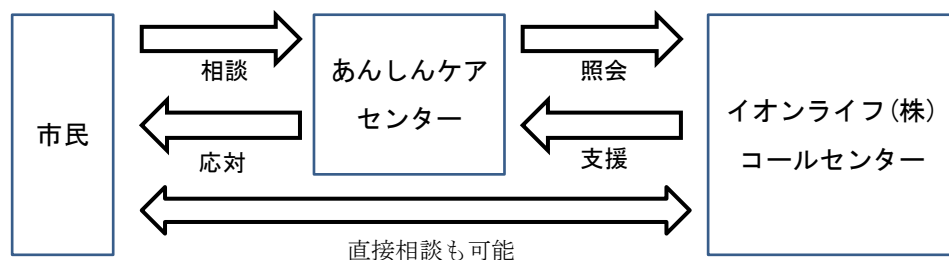 市民
相談
応対
あんしんケア
センター
照会
支援
イオンライフ(株)
コールセンター
直接相談も可能